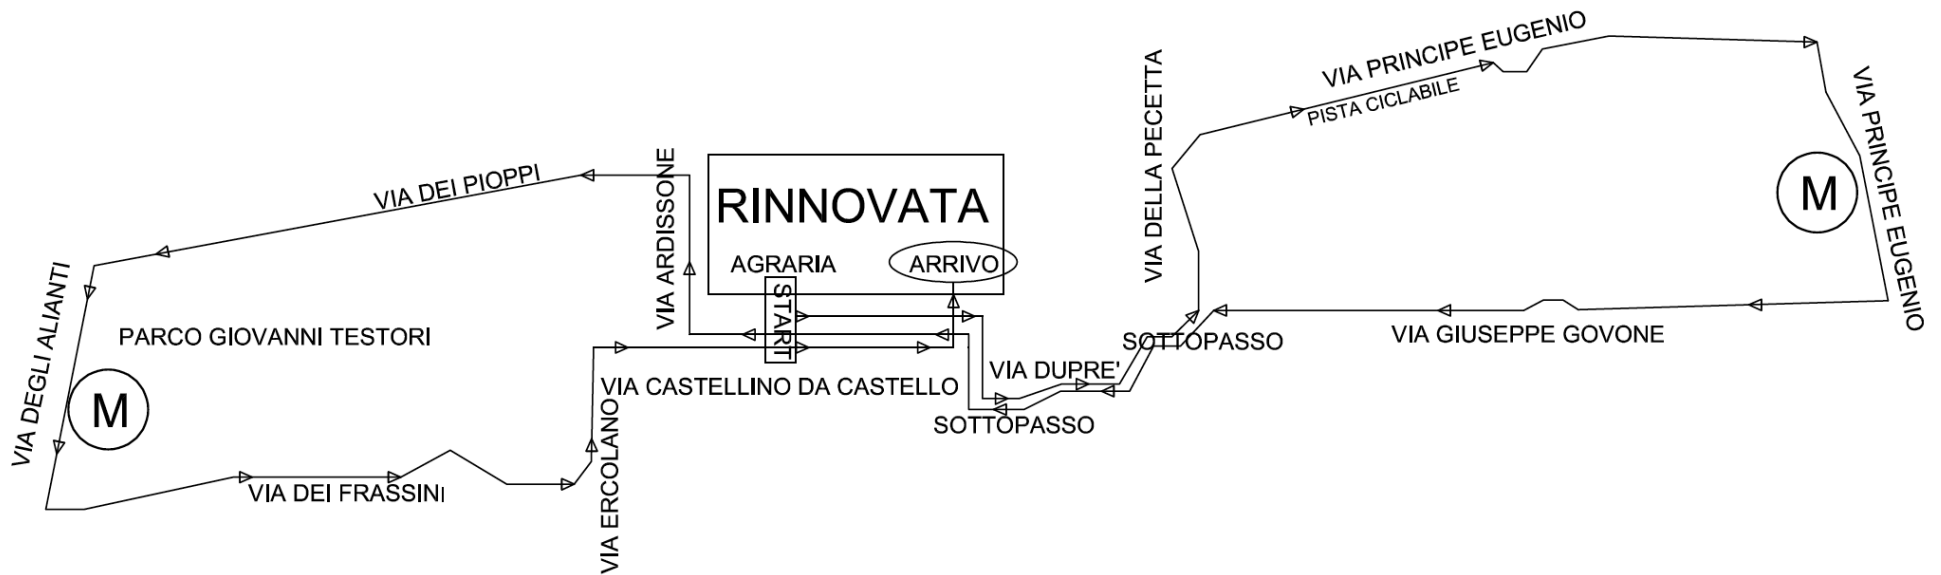 VIA PRINCIPE EUGENIO
PISTA CICLABILE
VIA DELLA PECETTA
VIA PRINCIPE EUGENIO
M
VIA DEI PIOPPI
VIA ARDISSONE
RINNOVATA
AGRARIA
ARRIVO
START
VIA DEGLI ALIANTI
PARCO GIOVANNI TESTORI
M
VIA CASTELLINO DA CASTELLO
VIA DUPRE'
SOTTOPASSO
VIA GIUSEPPE GOVONE
SOTTOPASSO
VIA DEI FRASSINI
VIA ERCOLANO